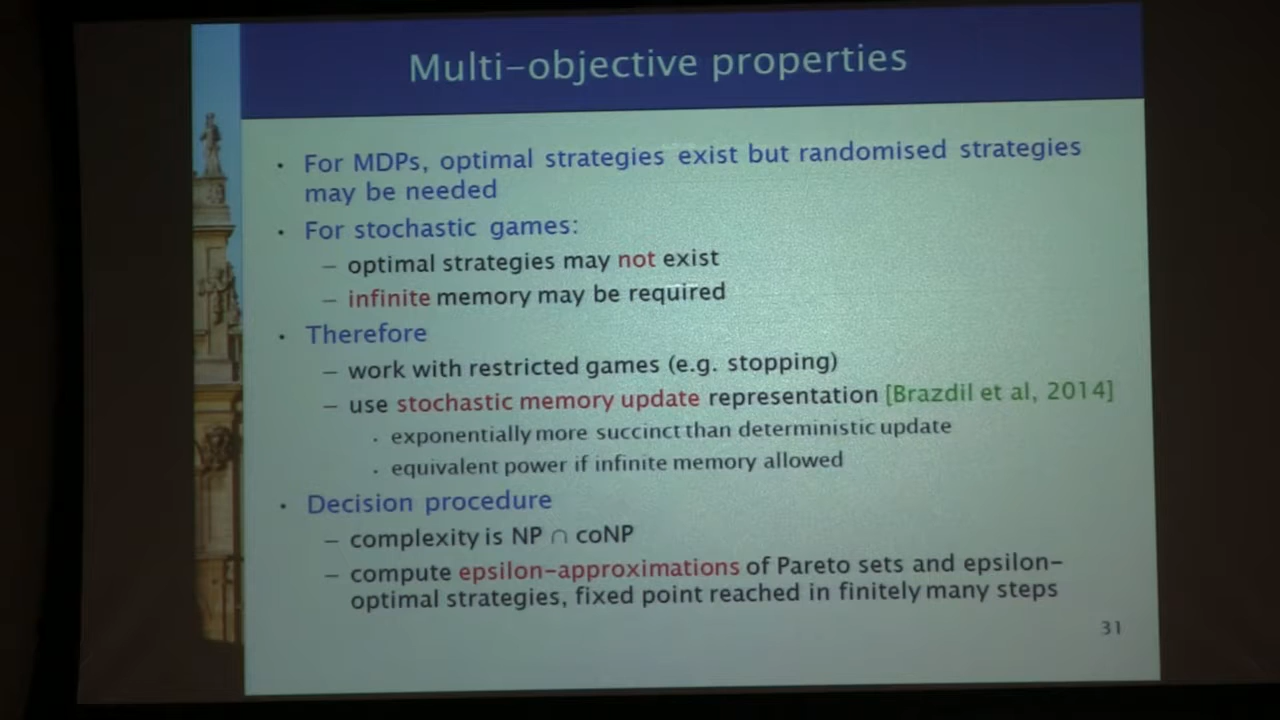 Multi-objective properties
· For MDPs, optimal strategies exist but randomised strategies
may be needed
· For stochastic games:
– optimal strategies may not exist
– infinite memory may be required
· Therefore
– work with restricted games (e.g. stopping)
– use stochastic memory update representation [Brazdil et al, 2014]
· exponentially more succinct than deterministic update
· equivalent power if infinite memory allowed
· Decision procedure
– complexity is NP ∩ coNP
– compute epsilon-approximations of Pareto sets and epsilon-
optimal strategies, fixed point reached in finitely many steps
31